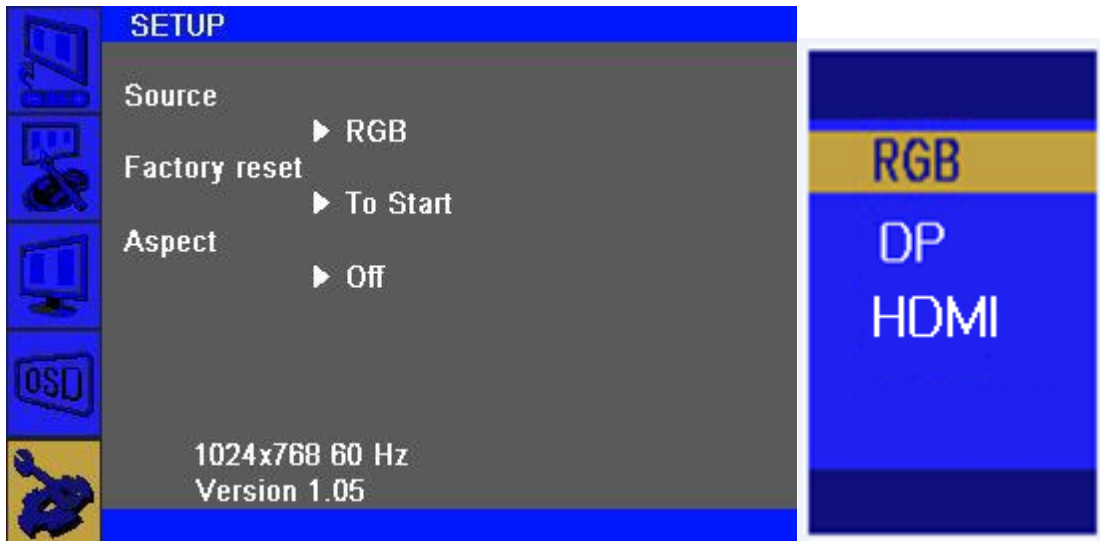 SETUP
Source
RGB
Factory reset
To Start
Aspect
Off
OSD
1024x768 60 Hz
Version 1.05
RGB
DP
HDMI